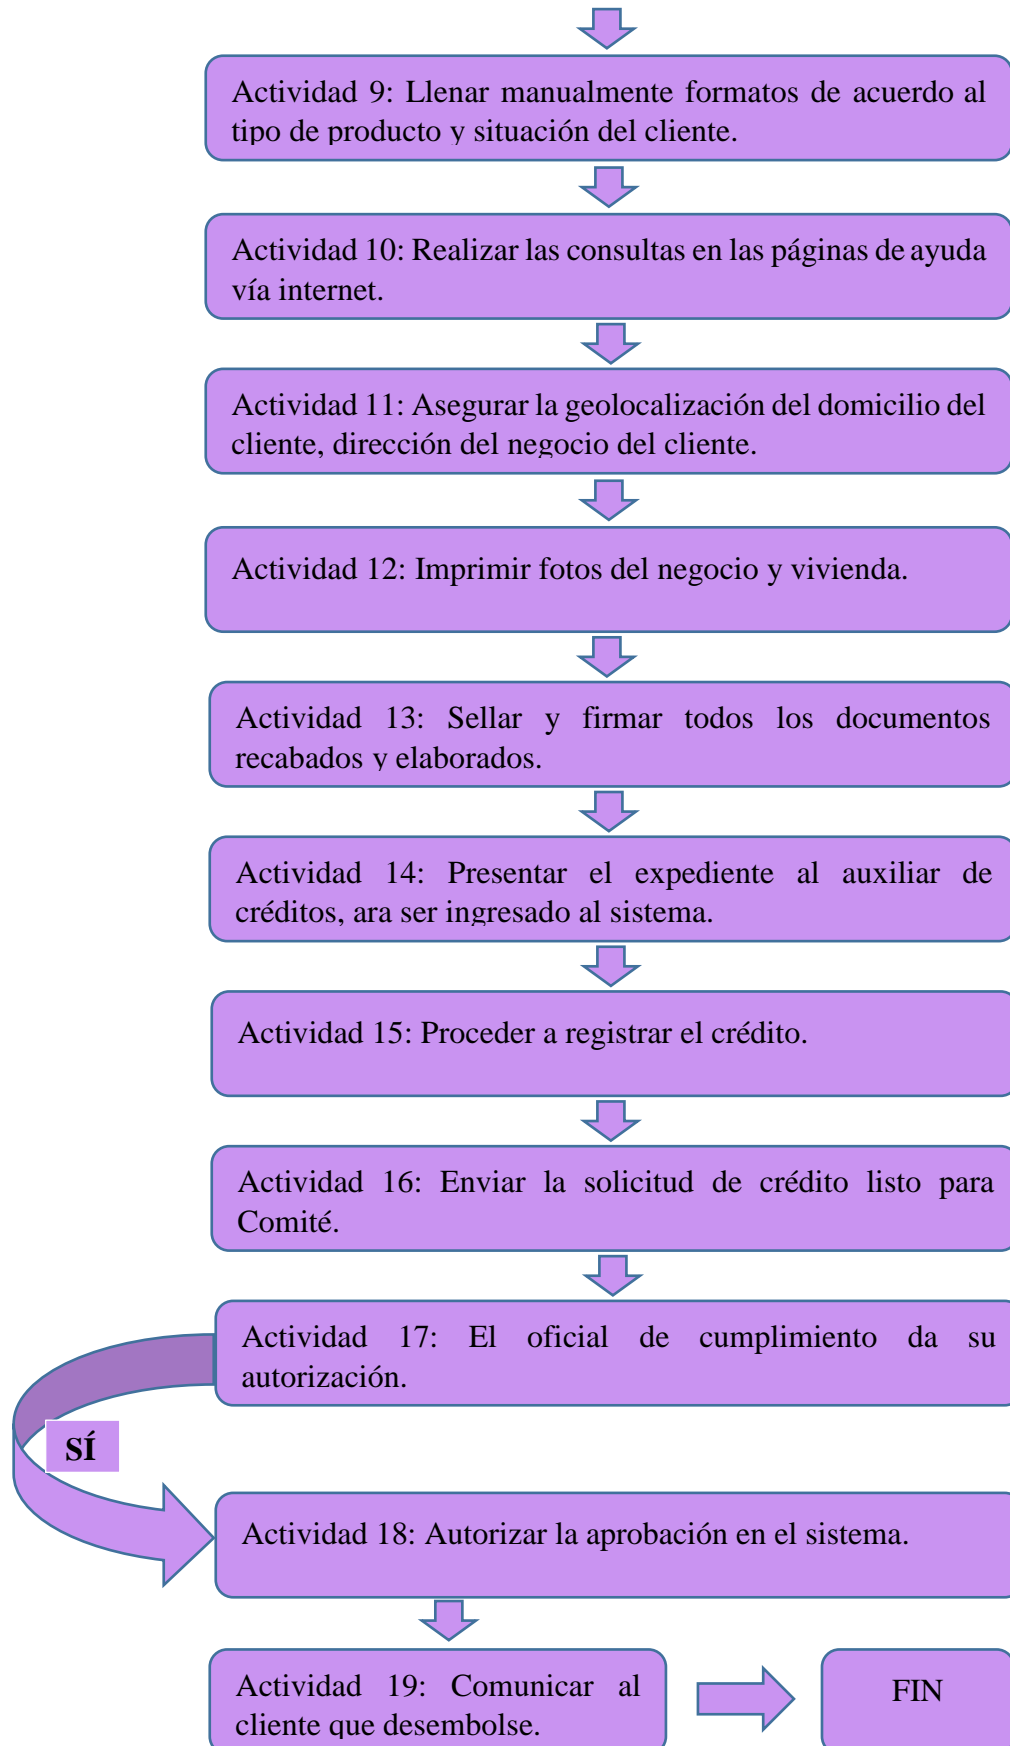 Actividad 9: Llenar manualmente formatos de acuerdo al
tipo de producto y situación del cliente.
Actividad 10: Realizar las consultas en las páginas de ayuda
vía internet.
Actividad 11: Asegurar la geolocalización del domicilio del
cliente, dirección del negocio del cliente.
Actividad 12: Imprimir fotos del negocio y vivienda.
Actividad 13: Sellar y firmar todos los documentos
recabados y elaborados.
Actividad 14: Presentar el expediente al auxiliar de
créditos, ara ser ingresado al sistema.
Actividad 15: Proceder a registrar el crédito.
Actividad 16: Enviar la solicitud de crédito listo para
Comité.
Actividad 17: El oficial de cumplimiento da su
autorización.
SÍ
Actividad 18: Autorizar la aprobación en el sistema.
Actividad 19: Comunicar al
cliente que desembolse.
FIN